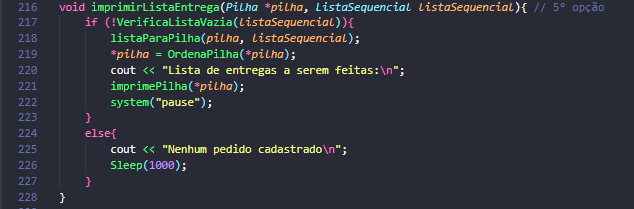 216 void imprimirListaEntrega(Pilha *pilha, ListaSequencial listaSequencial){ // 5º opção
217     if (!VerificaListaVazia(listaSequencial)){
218         listaParaPilha(pilha, listaSequencial);
219         *pilha = OrdenaPilha(*pilha);
220         cout << "Lista de entregas a serem feitas:\n";
221         imprimePilha(*pilha);
222         system("pause");
223     }
224     else{
225         cout << "Nenhum pedido cadastrado\n";
226         Sleep(1000);
227     }
228 }